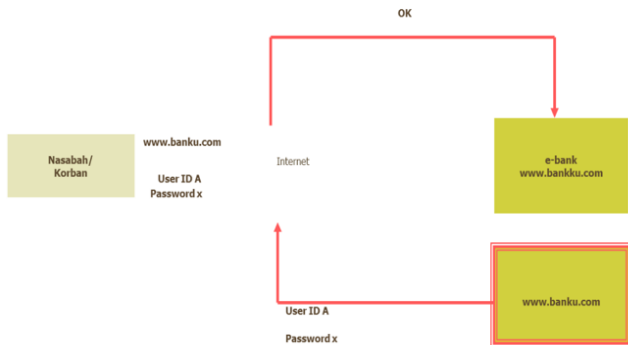 OK
Nasabah/
Korban
www.banku.com
User ID A
Password x
Internet
e-bank
www.bankku.com
www.banku.com
User ID A
Password x